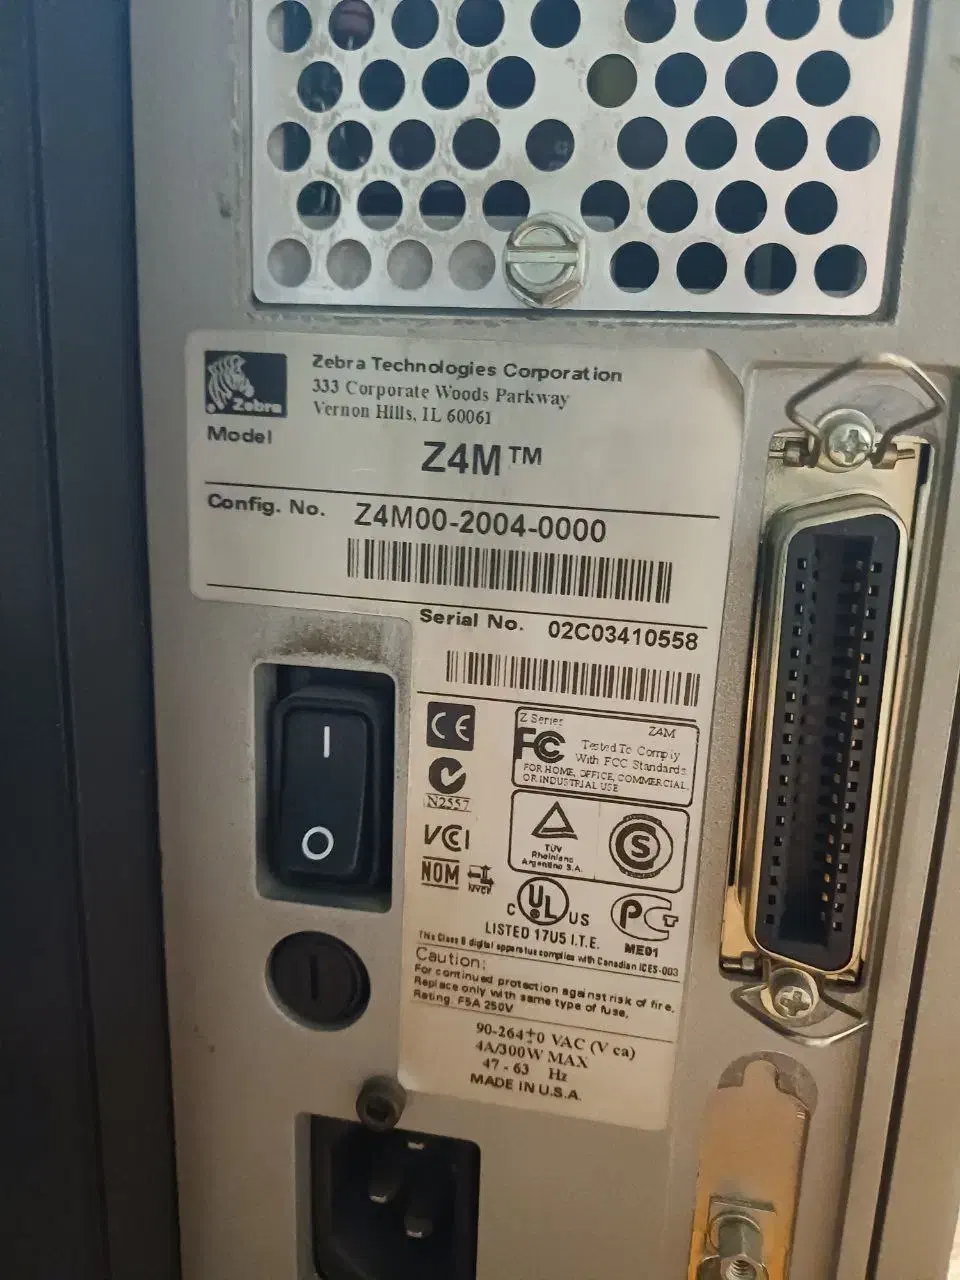 Zebra Technologies Corporation
333 Corporate Woods Parkway
Vernon Hills, IL 60061
Zebra
Model
Z4M™
Config. No. Z4M00-2004-0000
Serial No. 02C03410558
CE
Z Series Z4M
FC Tested To Comply
With FCC Standards
FOR HOME, OFFICE, COMMERCIAL,
OR INDUSTRIAL USE
N2557
VCI
TUV
Rheinland
Argentina S.A.
S
NOM NYCE
C UL US
LISTED 17U5 I.T.E.
PCT
ME01
This Class B digital apparatus complies with Canadian ICES-003
Caution:
For continued protection against risk of fire,
Replace only with same type of fuse,
Rating: F5A 250V
90-264±0 VAC (V ca)
4A/300W MAX
47 - 63 Hz
MADE IN U.S.A.
I
O